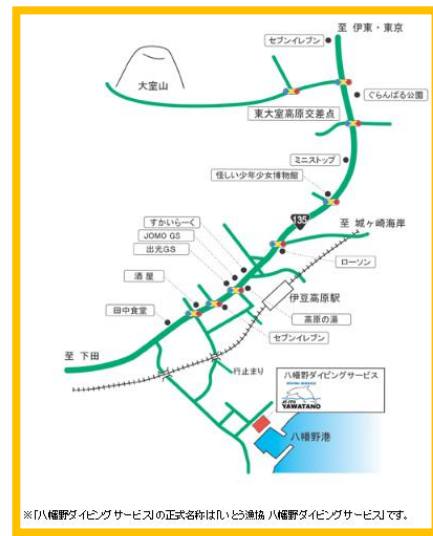 至 伊東・東京
セブンイレブン
大室山
ぐらんぱる公園
東大室高原交差点
ミニストップ
怪しい少年少女博物館
135
至 城ヶ崎海岸
すかいらーく
JOMO GS
出光GS
ローソン
酒屋
伊豆高原駅
田中食堂
高原の湯
セブンイレブン
至 下田
行止まり
八幡野ダイビングサービス
YAWATANO
八幡野港
※「八幡野ダイビングサービス」の正式名称は「いとう漁協 八幡野ダイビングサービス」です。